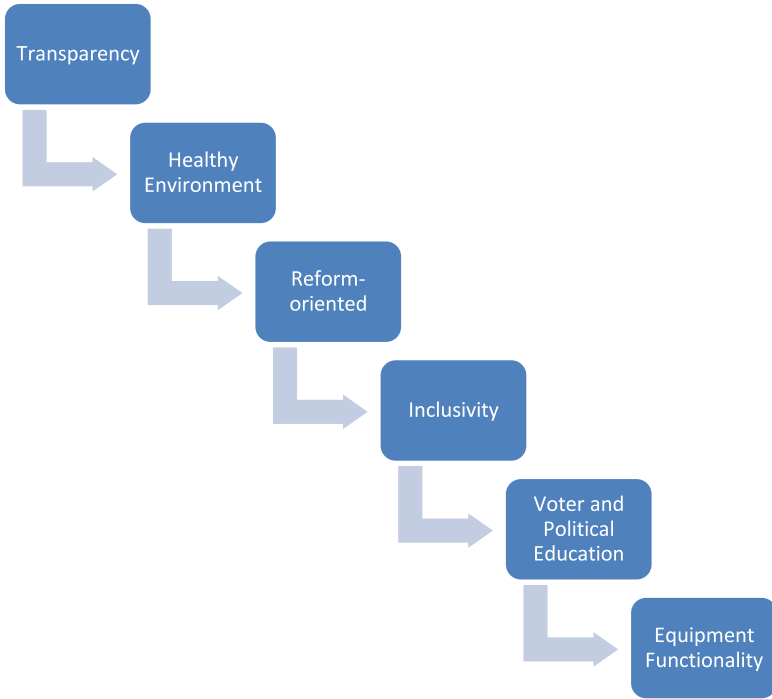 Transparency
Healthy
Environment
Reform-
oriented
Inclusivity
Voter and
Political
Education
Equipment
Functionality